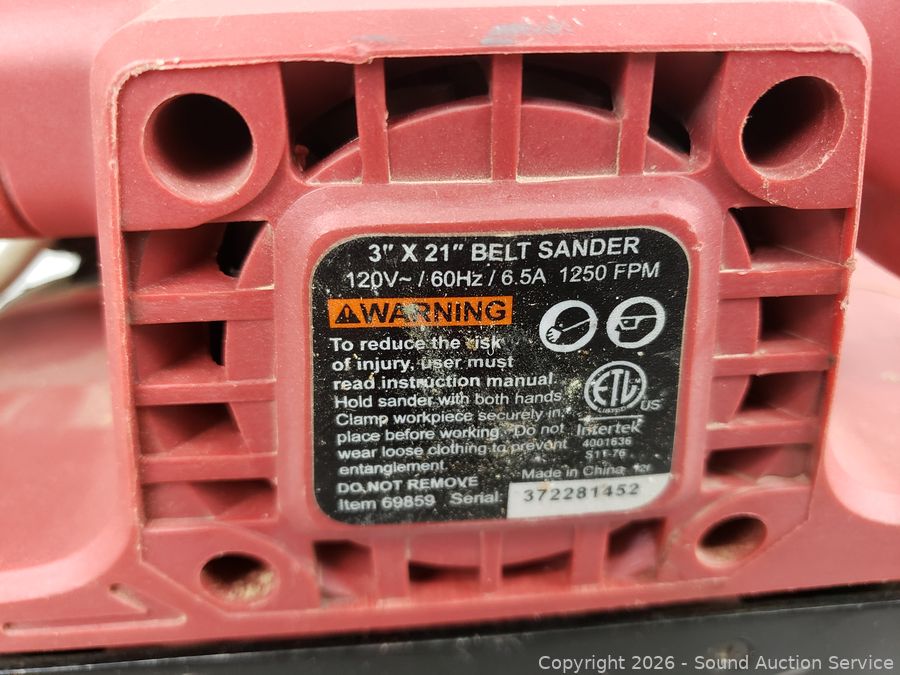 3" X 21" BELT SANDER
120V~ / 60Hz / 6.5A 1250 FPM
⚠WARNING
To reduce the risk
of injury, user must
read instruction manual.
Hold sander with both hands.
Clamp workpiece securely in
place before working. Do not
wear loose clothing to prevent
entanglement.
DO NOT REMOVE
Item 69859 Serial:
ETL
LISTED
US
Intertek
4001636
Made in China
372281452
Copyright © 2026 - Sound Auction Service